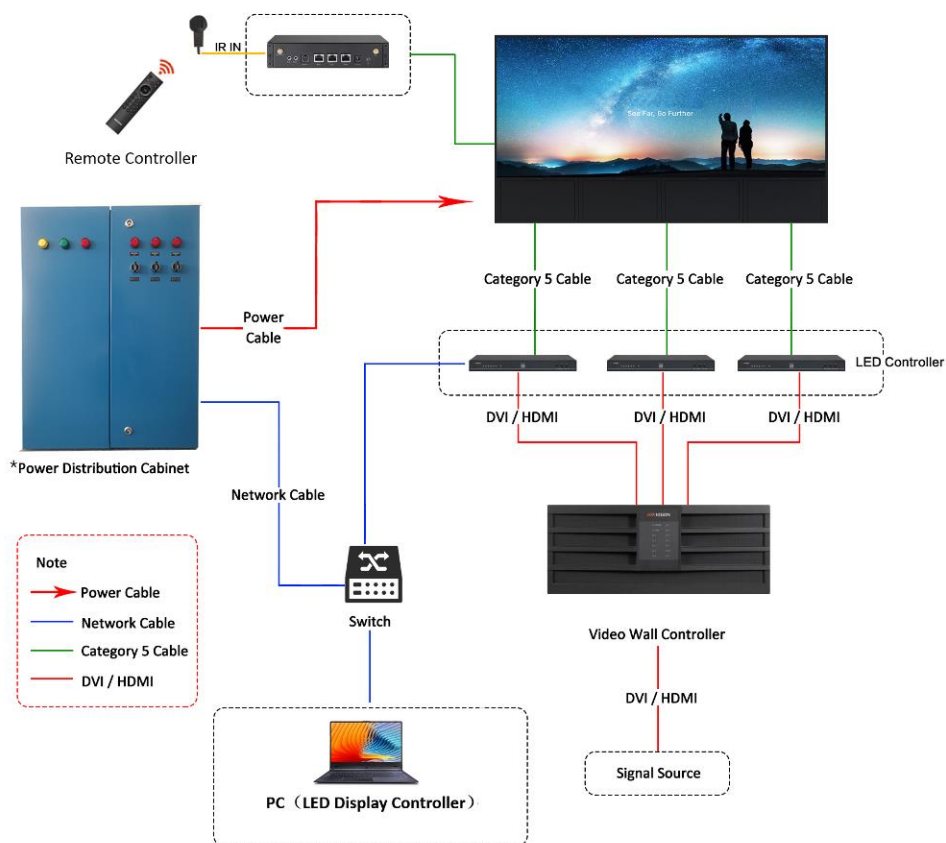 IR IN
Remote Controller
See Far, Go Further
Category 5 Cable
Category 5 Cable
Category 5 Cable
Power
Cable
LED Controller
DVI / HDMI
DVI / HDMI
DVI / HDMI
*Power Distribution Cabinet
Network Cable
HIKVISION
Note
Power Cable
Network Cable
Category 5 Cable
DVI / HDMI
Switch
Video Wall Controller
DVI / HDMI
Signal Source
PC（LED Display Controller）